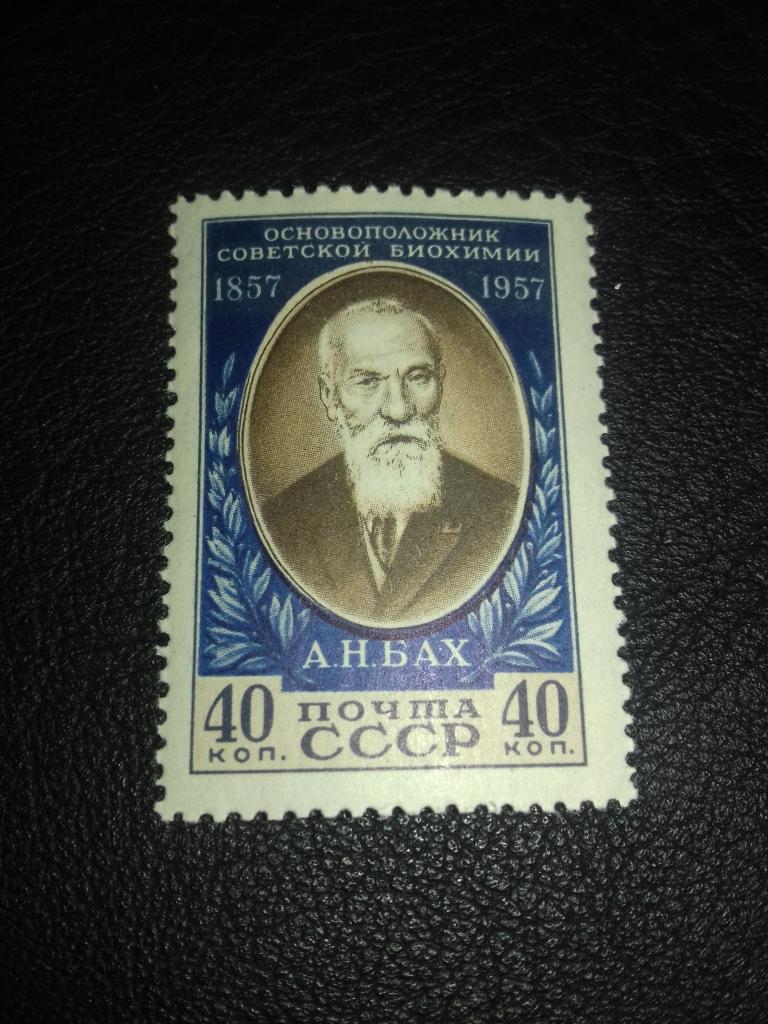 ОСНОВОПОЛОЖНИК
СОВЕТСКОЙ БИОХИМИИ
1857 1957
А.Н.БАХ
40 ПОЧТА 40
КОП. СССР КОП.